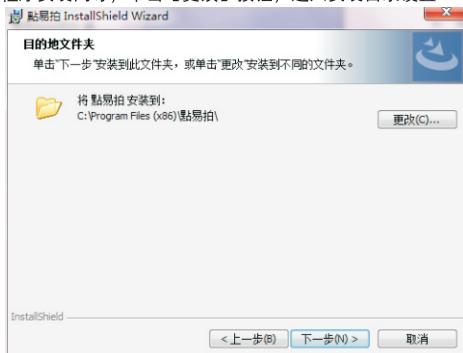 點易拍 InstallShield Wizard
目的地文件夹
单击“下一步”安装到此文件夹，或单击“更改”安装到不同的文件夹。
将 點易拍 安装到：
C:\Program Files (x86)\點易拍\
更改(C)...
InstallShield
<上一步(B)
下一步(N) >
取消